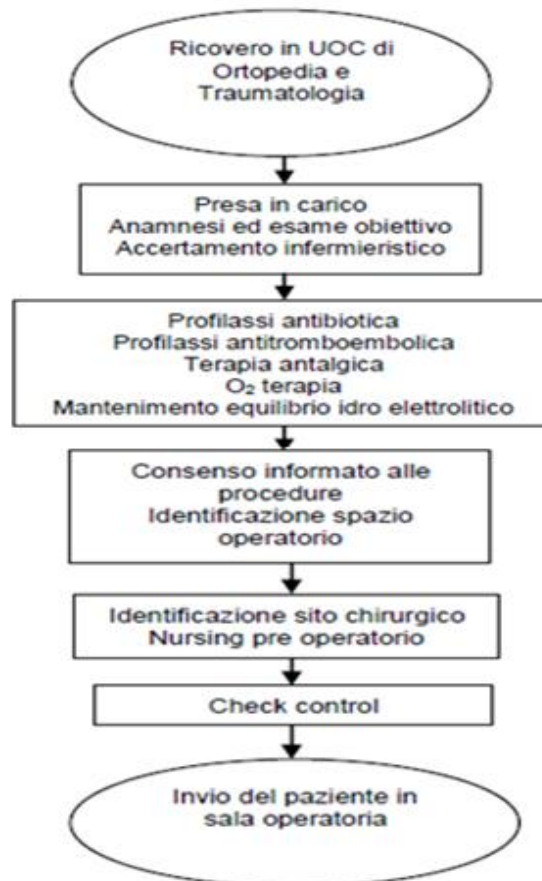 Ricovero in UOC di
Ortopedia e
Traumatologia
Presa in carico
Anamnesi ed esame obiettivo
Accertamento infermieristico
Profilassi antibiotica
Profilassi antitromboembolica
Terapia antalgica
O₂ terapia
Mantenimento equilibrio idro elettrolitico
Consenso informato alle
procedure
Identificazione spazio
operatorio
Identificazione sito chirurgico
Nursing pre operatorio
Check control
Invio del paziente in
sala operatoria